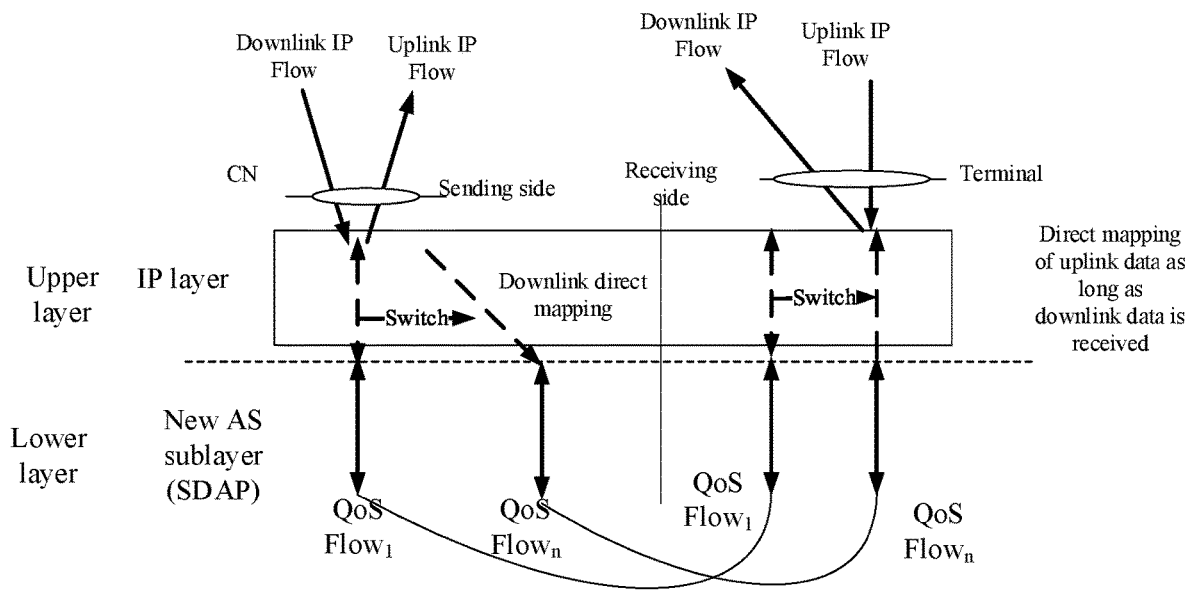 Downlink IP
Flow
Uplink IP
Flow
Downlink IP
Flow
Uplink IP
Flow
CN
Sending side
Receiving
side
Terminal
Upper
layer
IP layer
Switch
Downlink direct
mapping
Switch
Direct mapping
of uplink data as
long as
downlink data is
received
Lower
layer
New AS
sublayer
(SDAP)
QoS
Flow₁
QoS
Flowₙ
QoS
Flow₁
QoS
Flowₙ